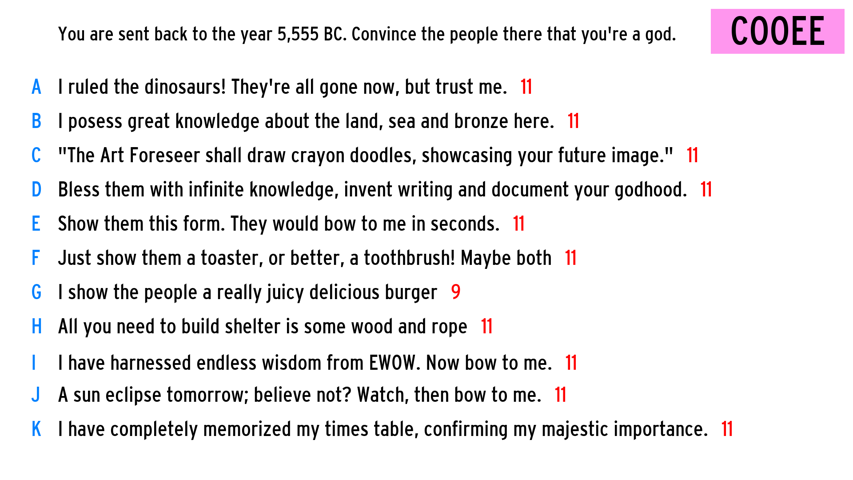 You are sent back to the year 5,555 BC. Convince the people there that you're a god.
COOEE
A I ruled the dinosaurs! They're all gone now, but trust me. 11
B I posess great knowledge about the land, sea and bronze here. 11
C "The Art Foreseer shall draw crayon doodles, showcasing your future image." 11
D Bless them with infinite knowledge, invent writing and document your godhood. 11
E Show them this form. They would bow to me in seconds. 11
F Just show them a toaster, or better, a toothbrush! Maybe both 11
G I show the people a really juicy delicious burger 9
H All you need to build shelter is some wood and rope 11
I I have harnessed endless wisdom from EWOW. Now bow to me. 11
J A sun eclipse tomorrow; believe not? Watch, then bow to me. 11
K I have completely memorized my times table, confirming my majestic importance. 11